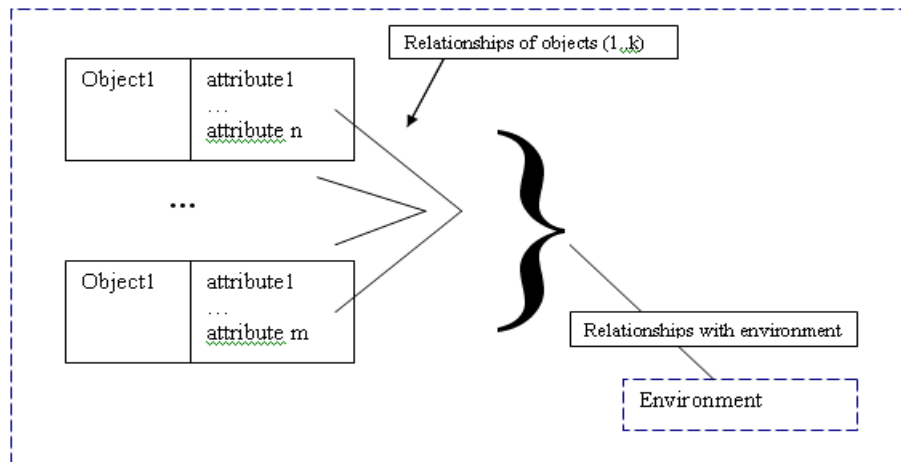 Relationships of objects (1..k)
Object1
attribute1
...
attribute n
...
Object1
attribute1
...
attribute m
Relationships with environment
Environment